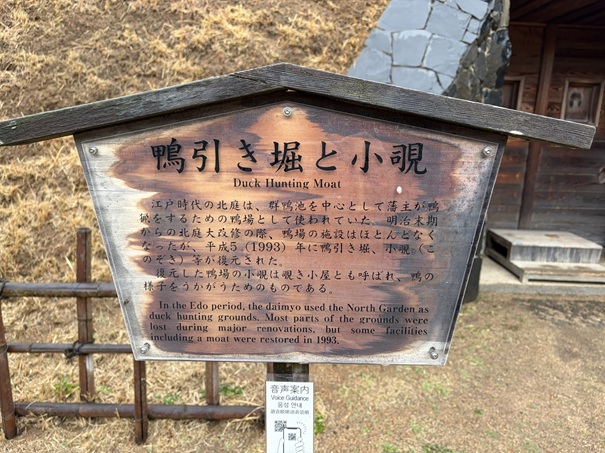 鴨引き堀と小覗
Duck Hunting Moat
江戸時代の北庭は、群鴨池を中心として藩主が鴨
猟をするための鴨場として使われていた。明治末期
からの北庭大改修の際、鴨場の施設はほとんどなく
なったが、平成5（1993）年に鴨引き堀、小覗（こ
のぞき）等が復元された。
復元した鴨場の小覗は覗き小屋とも呼ばれ、鴨の
様子をうかがうためのものである。
In the Edo period, the daimyo used the North Garden as
duck hunting grounds. Most parts of the grounds were
lost during major renovations, but some facilities
including a moat were restored in 1993.
音声案内
Voice Guidance
음성 안내